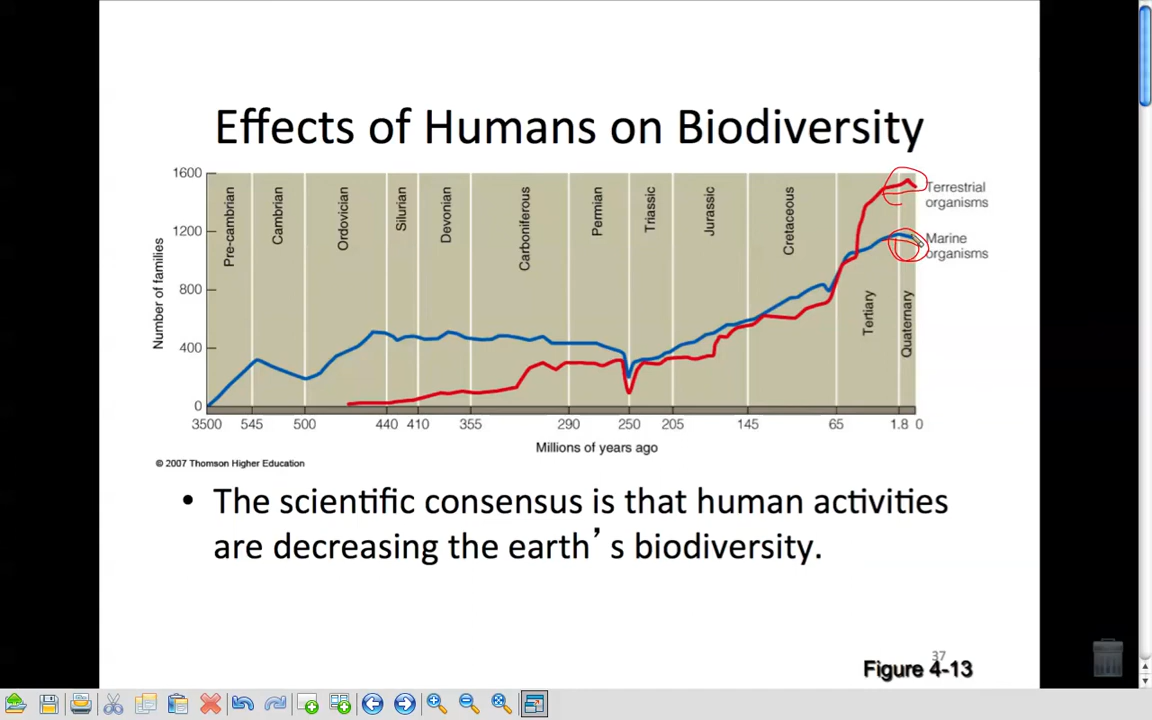 Effects of Humans on Biodiversity
1600
1200
800
400
0
Number of families
Pre-cambrian
Cambrian
Ordovician
Silurian
Devonian
Carboniferous
Permian
Triassic
Jurassic
Cretaceous
Tertiary
Quaternary
Terrestrial
organisms
Marine
organisms
3500 545 500 440 410 355 290 250 205 145 65 1.8 0
Millions of years ago
© 2007 Thomson Higher Education
• The scientific consensus is that human activities
are decreasing the earth’s biodiversity.
37
Figure 4-13